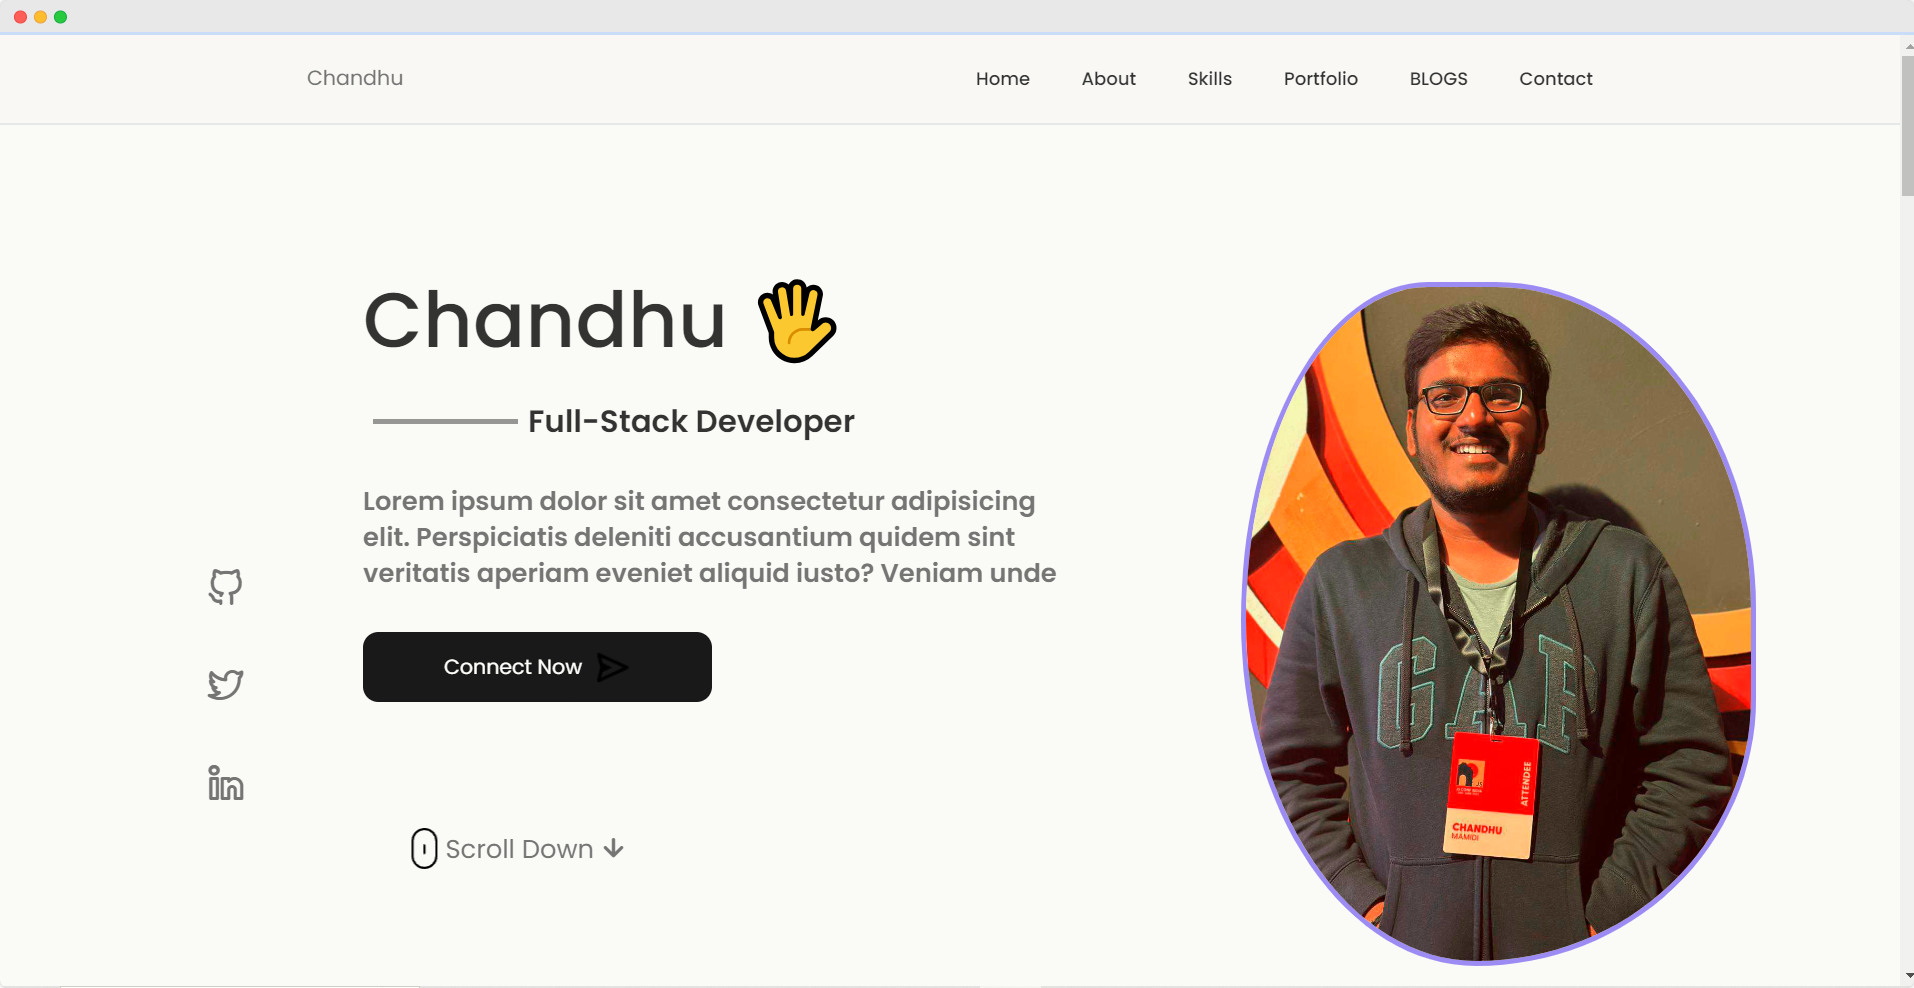 Chandhu
Home About Skills Portfolio BLOGS Contact
Chandhu
Full-Stack Developer
Lorem ipsum dolor sit amet consectetur adipisicing
elit. Perspiciatis deleniti accusantium quidem sint
veritatis aperiam eveniet aliquid iusto? Veniam unde
Connect Now
Scroll Down
GAP
ATTENDEE
CHANDHU
MAMIDI